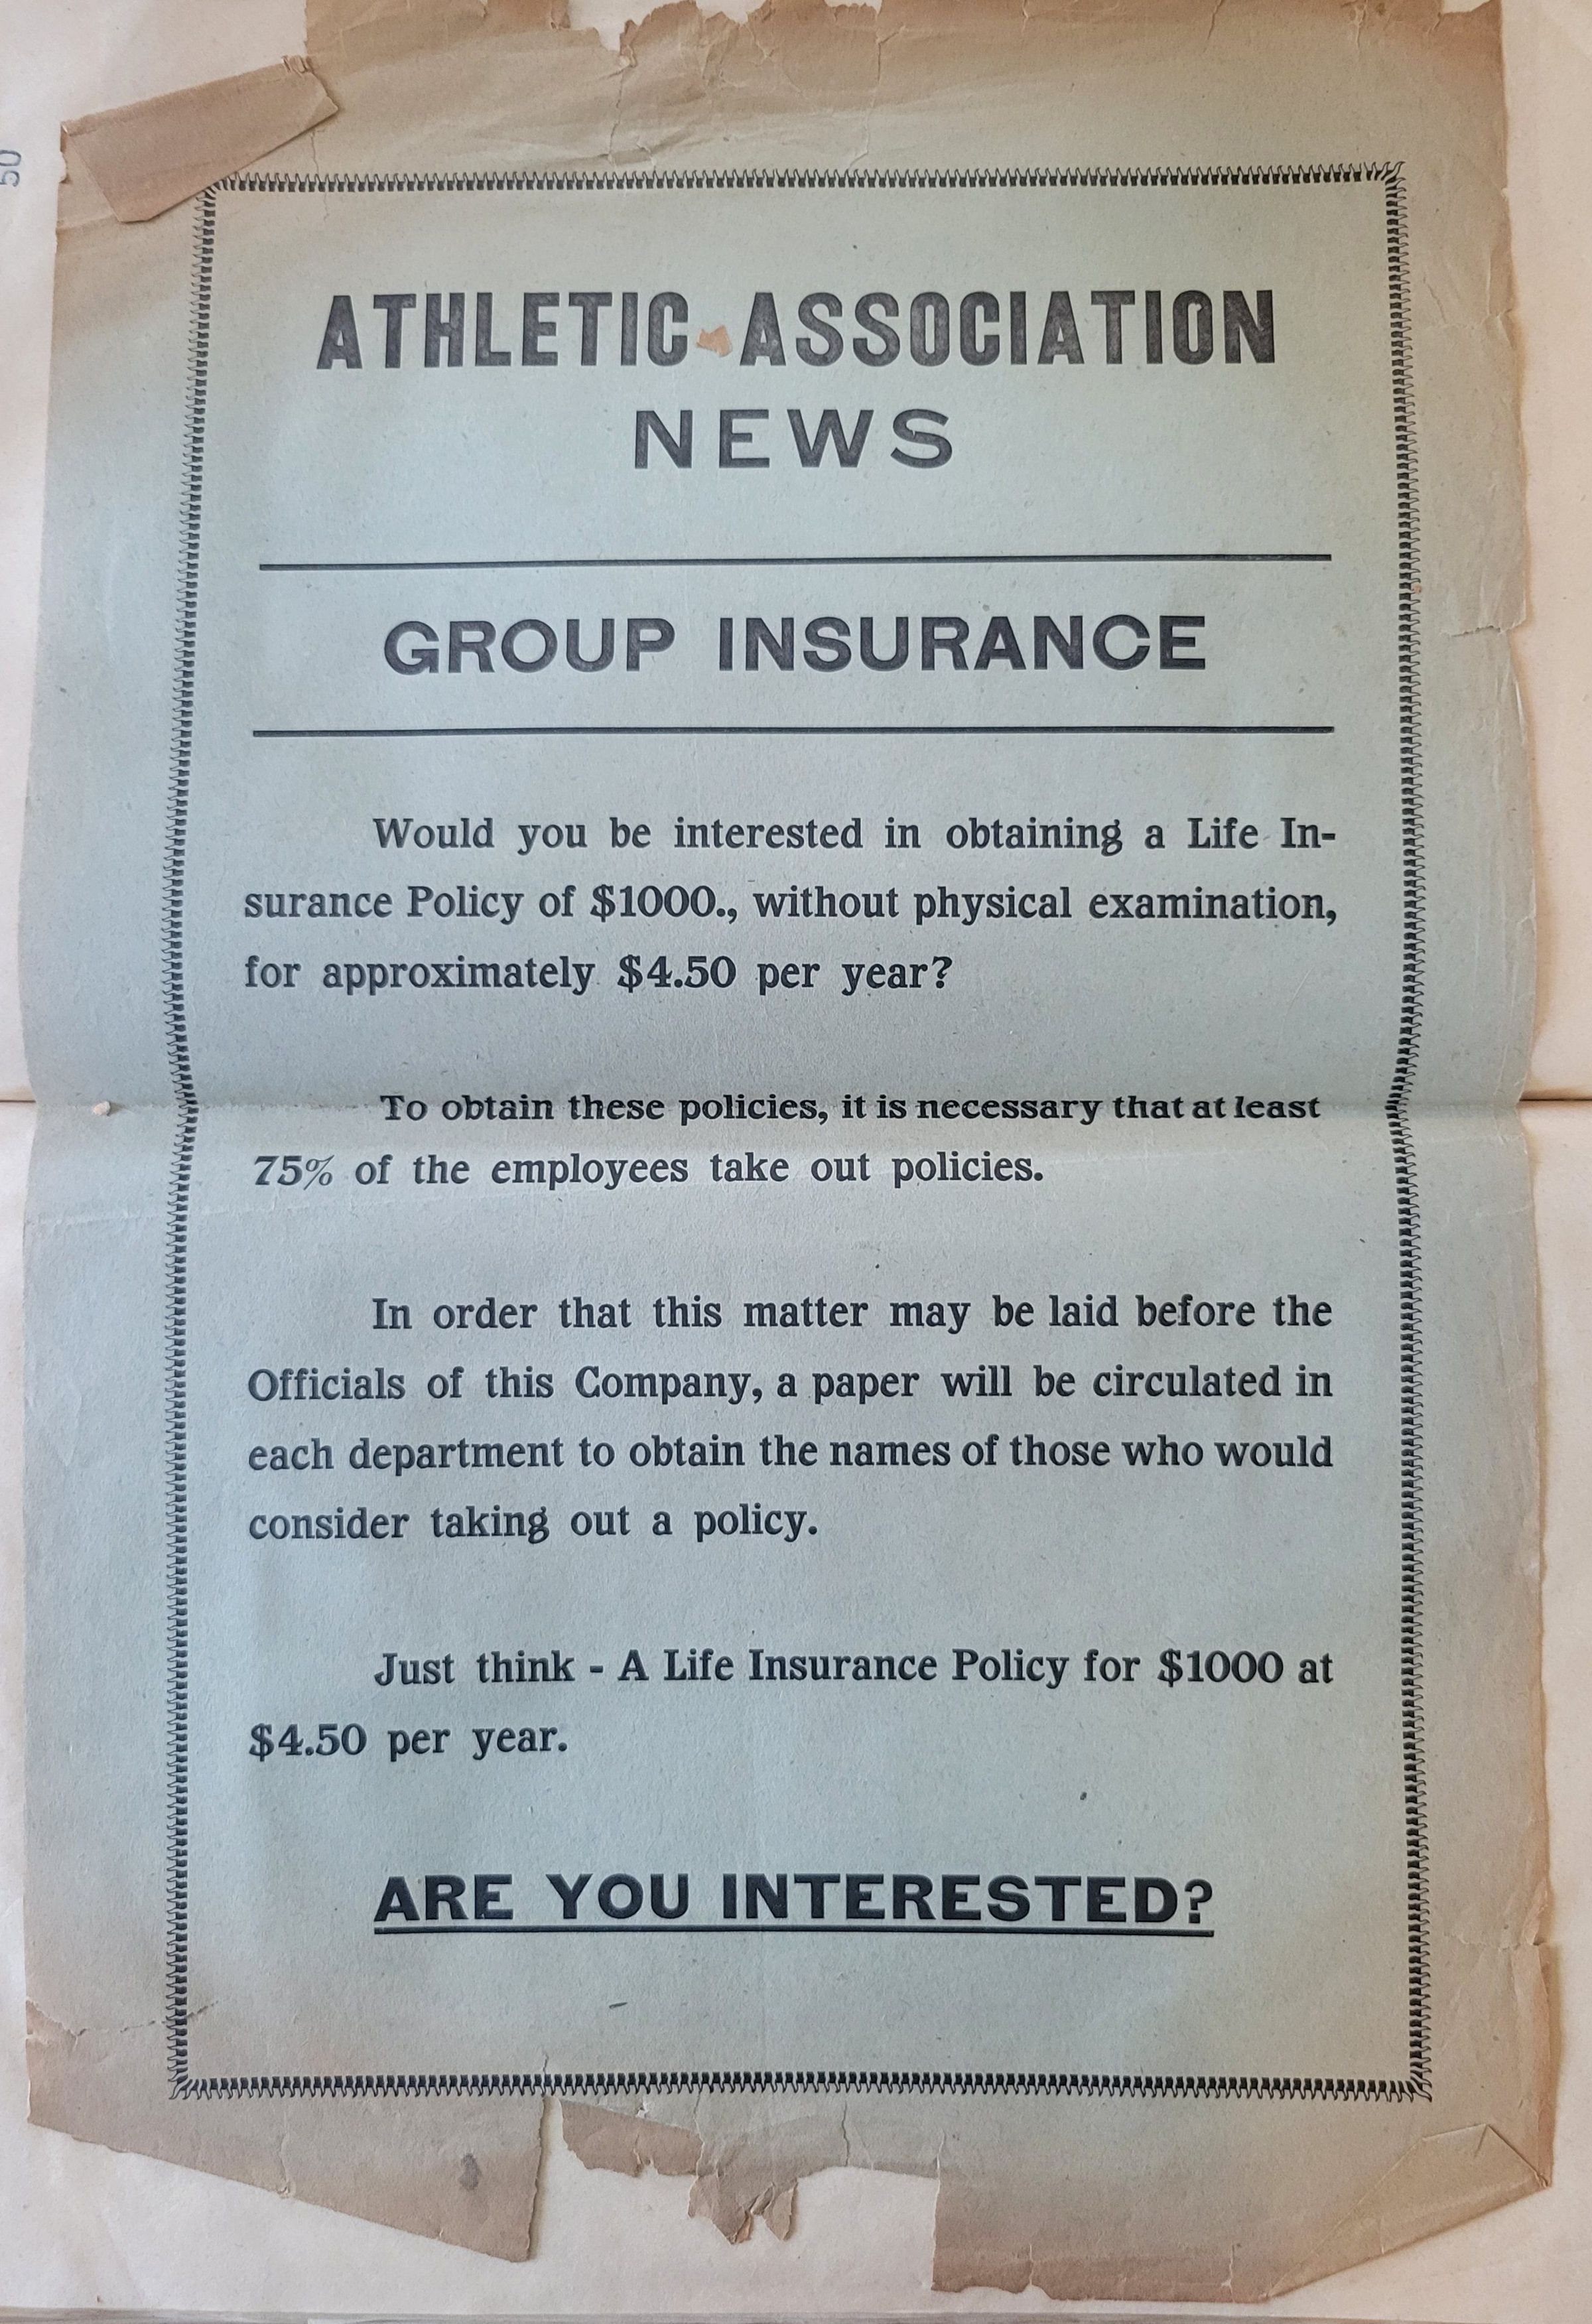 50
ATHLETIC ASSOCIATION
NEWS
GROUP INSURANCE
Would you be interested in obtaining a Life In-
surance Policy of $1000., without physical examination,
for approximately $4.50 per year?
To obtain these policies, it is necessary that at least
75% of the employees take out policies.
In order that this matter may be laid before the
Officials of this Company, a paper will be circulated in
each department to obtain the names of those who would
consider taking out a policy.
Just think - A Life Insurance Policy for $1000 at
$4.50 per year.
ARE YOU INTERESTED?